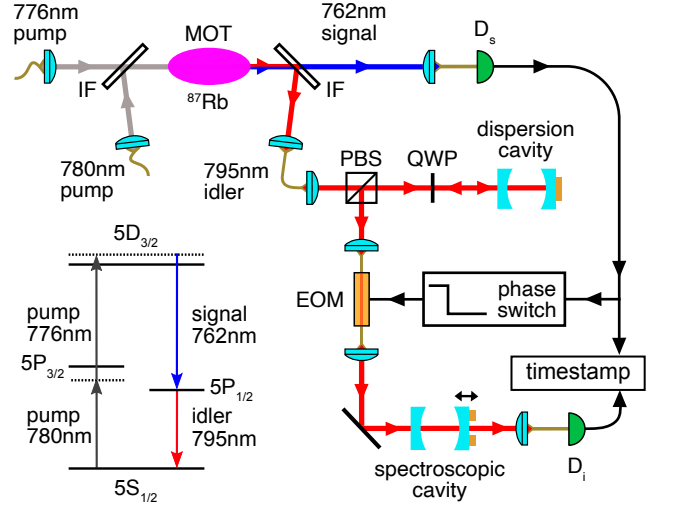 776nm
pump
MOT
762nm
signal
D_s
IF
87Rb
IF
780nm
pump
795nm
idler
PBS
QWP
dispersion
cavity
EOM
phase
switch
timestamp
spectroscopic
cavity
D_i
5D3/2
pump
776nm
signal
762nm
5P3/2
5P1/2
pump
780nm
idler
795nm
5S1/2